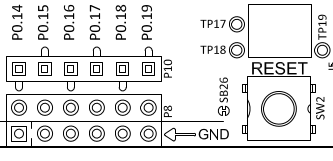 P0.14
P0.15
P0.16
P0.17
P0.18
P0.19
P10
P8
GND
TP17
TP18
TP19
RESET
SB26
SW2